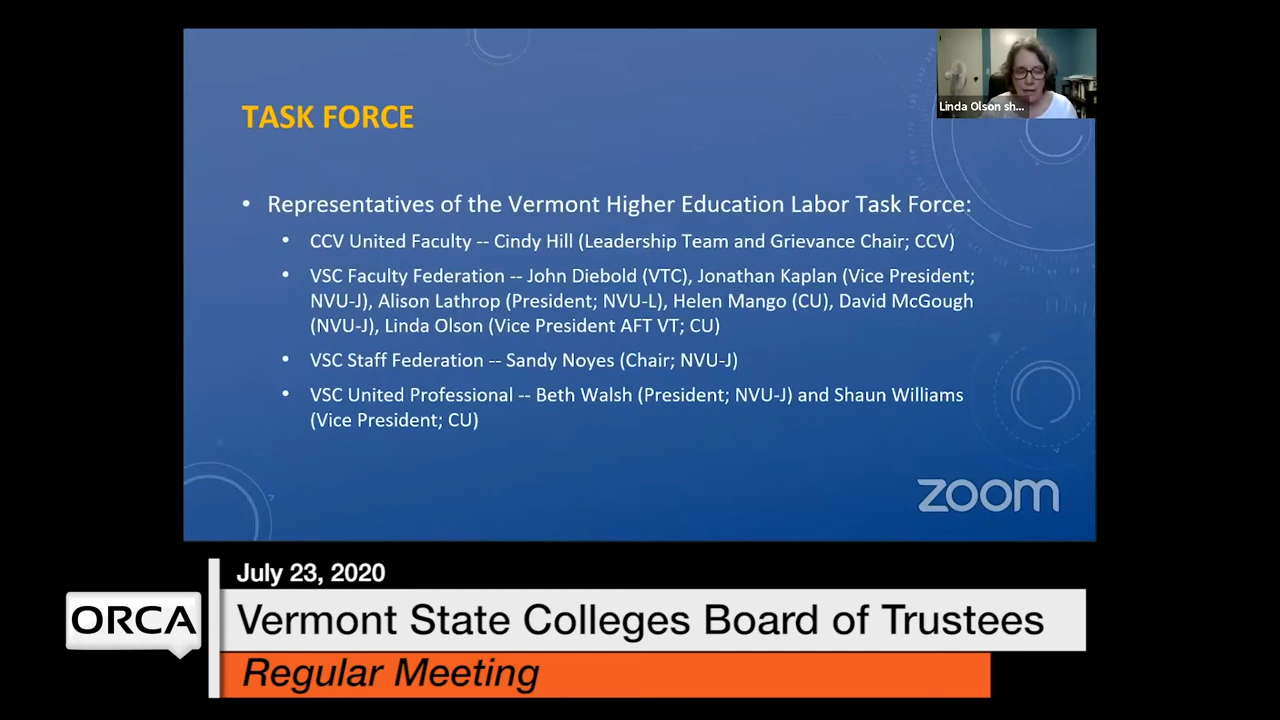 TASK FORCE
Linda Olson sh...
• Representatives of the Vermont Higher Education Labor Task Force:
• CCV United Faculty -- Cindy Hill (Leadership Team and Grievance Chair; CCV)
• VSC Faculty Federation -- John Diebold (VTC), Jonathan Kaplan (Vice President;
NVU-J), Alison Lathrop (President; NVU-L), Helen Mango (CU), David McGough
(NVU-J), Linda Olson (Vice President AFT VT; CU)
• VSC Staff Federation -- Sandy Noyes (Chair; NVU-J)
• VSC United Professional -- Beth Walsh (President; NVU-J) and Shaun Williams
(Vice President; CU)
zoom
July 23, 2020
ORCA
Vermont State Colleges Board of Trustees
Regular Meeting